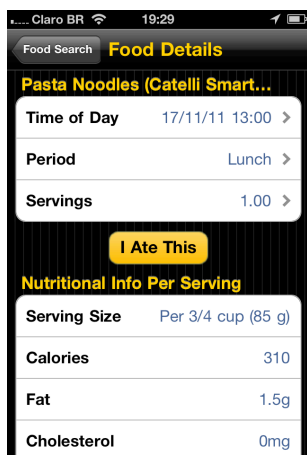 Claro BR 19:29
Food Search Food Details
Pasta Noodles (Catelli Smart...
Time of Day 17/11/11 13:00
Period Lunch
Servings 1.00
I Ate This
Nutritional Info Per Serving
Serving Size Per 3/4 cup (85 g)
Calories 310
Fat 1.5g
Cholesterol 0mg